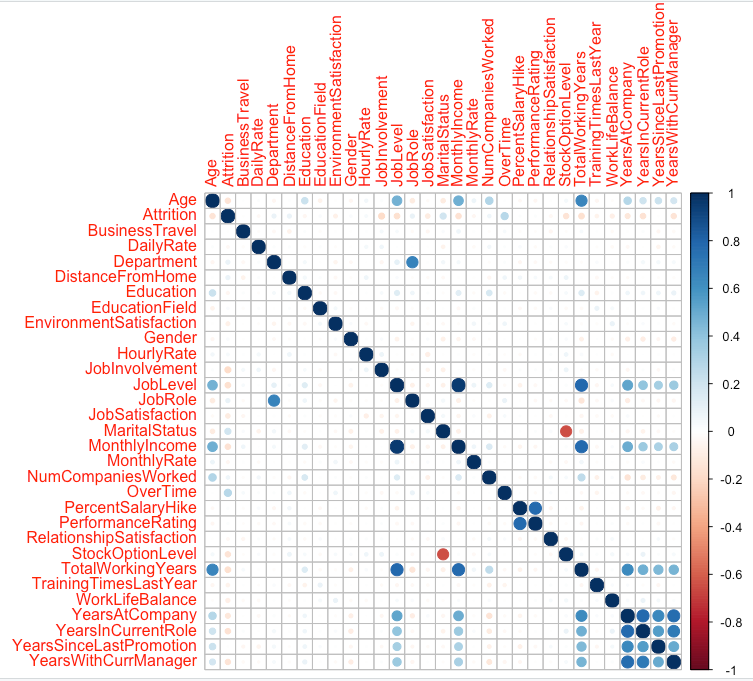 Age
Attrition
BusinessTravel
DailyRate
Department
DistanceFromHome
Education
EducationField
EnvironmentSatisfaction
Gender
HourlyRate
JobInvolvement
JobLevel
JobRole
JobSatisfaction
MaritalStatus
MonthlyIncome
MonthlyRate
NumCompaniesWorked
OverTime
PercentSalaryHike
PerformanceRating
RelationshipSatisfaction
StockOptionLevel
TotalWorkingYears
TrainingTimesLastYear
WorkLifeBalance
YearsAtCompany
YearsInCurrentRole
YearsSinceLastPromotion
YearsWithCurrManager
Age
Attrition
BusinessTravel
DailyRate
Department
DistanceFromHome
Education
EducationField
EnvironmentSatisfaction
Gender
HourlyRate
JobInvolvement
JobLevel
JobRole
JobSatisfaction
MaritalStatus
MonthlyIncome
MonthlyRate
NumCompaniesWorked
OverTime
PercentSalaryHike
PerformanceRating
RelationshipSatisfaction
StockOptionLevel
TotalWorkingYears
TrainingTimesLastYear
WorkLifeBalance
YearsAtCompany
YearsInCurrentRole
YearsSinceLastPromotion
YearsWithCurrManager
1
0.8
0.6
0.4
0.2
0
-0.2
-0.4
-0.6
-0.8
-1